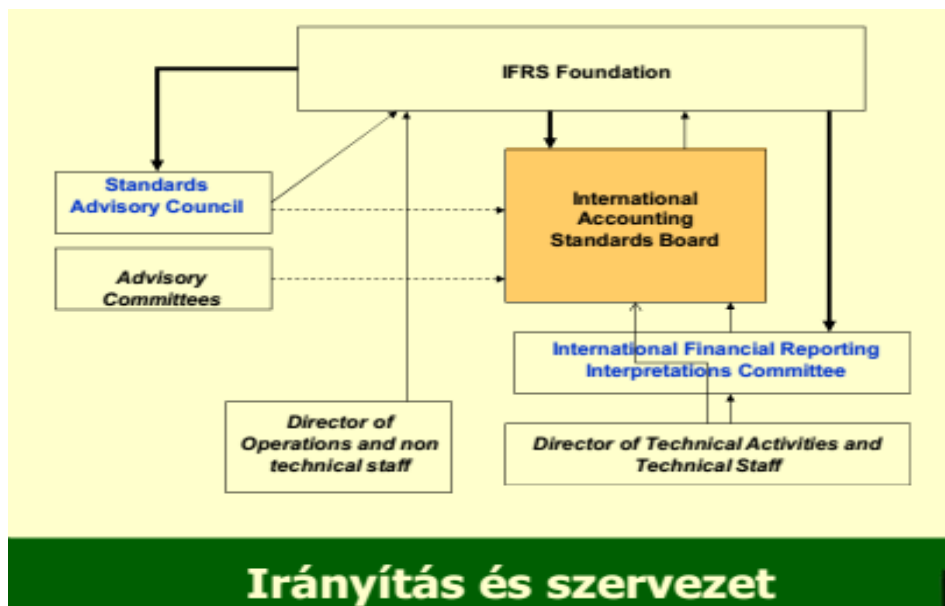 IFRS Foundation
Standards
Advisory Council
International
Accounting
Standards Board
Advisory
Committees
International Financial Reporting
Interpretations Committee
Director of
Operations and non
technical staff
Director of Technical Activities and
Technical Staff
Irányítás és szervezet